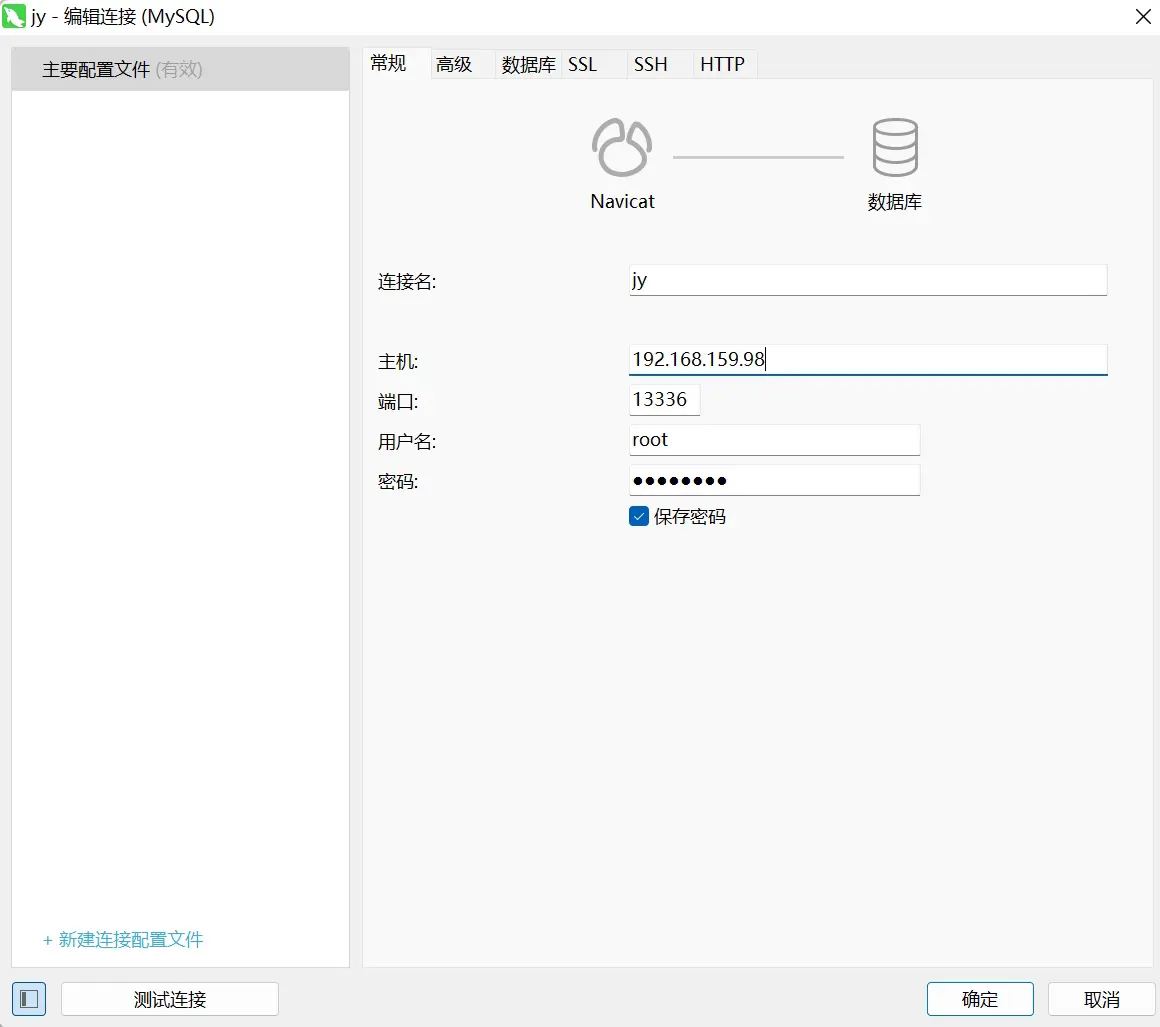 jy - 编辑连接 (MySQL)
主要配置文件 (有效)
常规 高级 数据库 SSL SSH HTTP
Navicat 数据库
连接名: jy
主机: 192.168.159.98
端口: 13336
用户名: root
密码: ●●●●●●●●
保存密码
+ 新建连接配置文件
测试连接 确定 取消